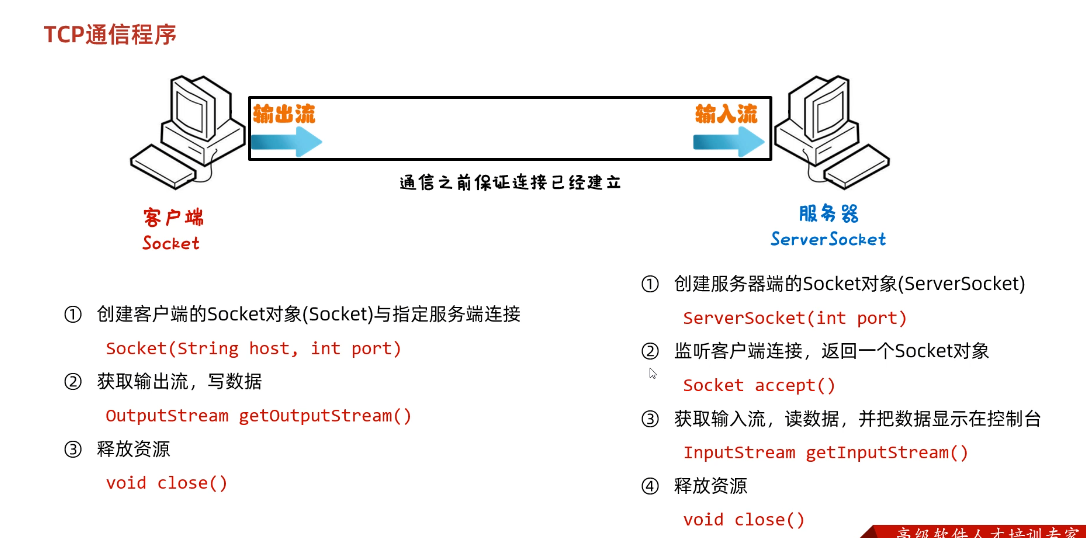 TCP通信程序
输出流
输入流
通信之前保证连接已经建立
客户端
Socket
服务器
ServerSocket
① 创建客户端的Socket对象(Socket)与指定服务端连接
Socket(String host, int port)
② 获取输出流，写数据
OutputStream getOutputStream()
③ 释放资源
void close()
① 创建服务器端的Socket对象(ServerSocket)
ServerSocket(int port)
② 监听客户端连接，返回一个Socket对象
Socket accept()
③ 获取输入流，读数据，并把数据显示在控制台
InputStream getInputStream()
④ 释放资源
void close()
高级软件人才培训专家